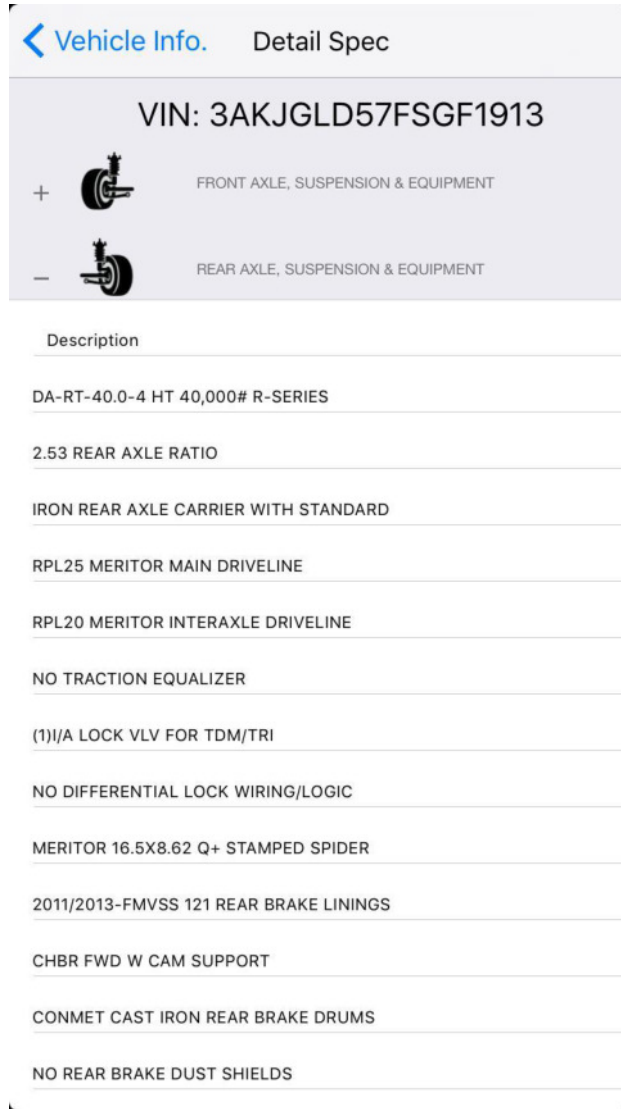 Vehicle Info. Detail Spec
VIN: 3AKJGLD57FSGF1913
+ FRONT AXLE, SUSPENSION & EQUIPMENT
– REAR AXLE, SUSPENSION & EQUIPMENT
Description
DA-RT-40.0-4 HT 40,000# R-SERIES
2.53 REAR AXLE RATIO
IRON REAR AXLE CARRIER WITH STANDARD
RPL25 MERITOR MAIN DRIVELINE
RPL20 MERITOR INTERAXLE DRIVELINE
NO TRACTION EQUALIZER
(1)I/A LOCK VLV FOR TDM/TRI
NO DIFFERENTIAL LOCK WIRING/LOGIC
MERITOR 16.5X8.62 Q+ STAMPED SPIDER
2011/2013-FMVSS 121 REAR BRAKE LININGS
CHBR FWD W CAM SUPPORT
CONMET CAST IRON REAR BRAKE DRUMS
NO REAR BRAKE DUST SHIELDS